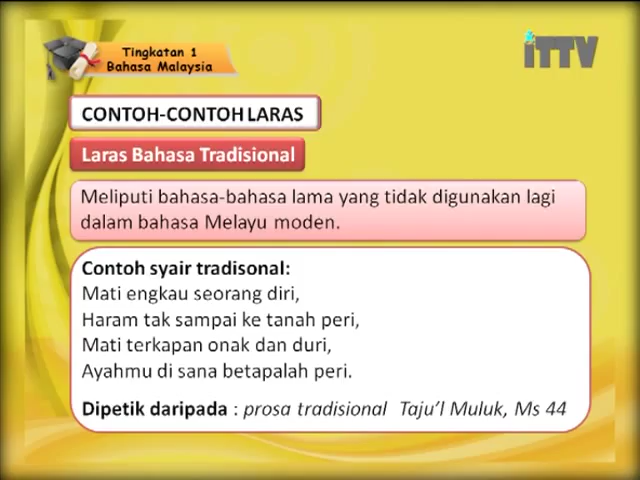 Tingkatan 1
Bahasa Malaysia
iTTV
CONTOH-CONTOH LARAS
Laras Bahasa Tradisional
Meliputi bahasa-bahasa lama yang tidak digunakan lagi
dalam bahasa Melayu moden.
Contoh syair tradisonal:
Mati engkau seorang diri,
Haram tak sampai ke tanah peri,
Mati terkapan onak dan duri,
Ayahmu di sana betapalah peri.
Dipetik daripada : prosa tradisional Taju’l Muluk, Ms 44